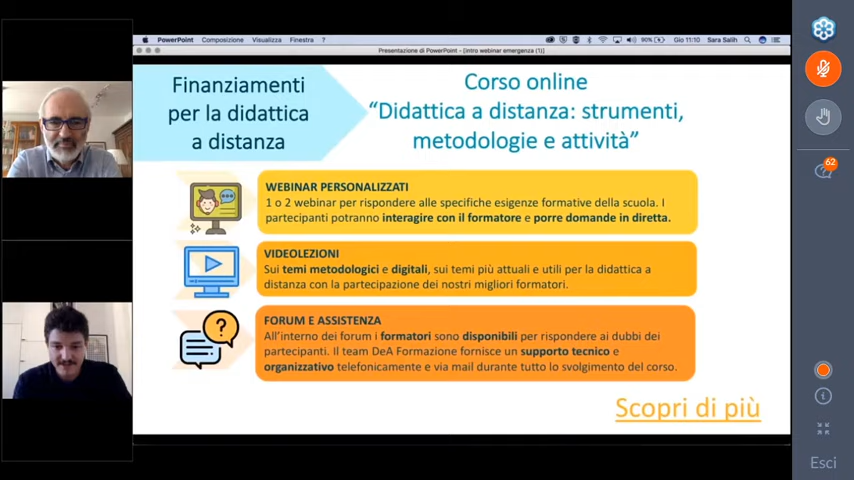 PowerPoint Composizione Visualizza Finestra ? 90% Gio 11:10 Sara Salih
Presentazione di PowerPoint - [intro webinar emergenza (1)]
Finanziamenti
per la didattica
a distanza
Corso online
“Didattica a distanza: strumenti,
metodologie e attività”
WEBINAR PERSONALIZZATI
1 o 2 webinar per rispondere alle specifiche esigenze formative della scuola. I
partecipanti potranno interagire con il formatore e porre domande in diretta.
VIDEOLEZIONI
Sui temi metodologici e digitali, sui temi più attuali e utili per la didattica a
distanza con la partecipazione dei nostri migliori formatori.
FORUM E ASSISTENZA
All’interno dei forum i formatori sono disponibili per rispondere ai dubbi dei
partecipanti. Il team DeA Formazione fornisce un supporto tecnico e
organizzativo telefonicamente e via mail durante tutto lo svolgimento del corso.
Scopri di più
62
Esci